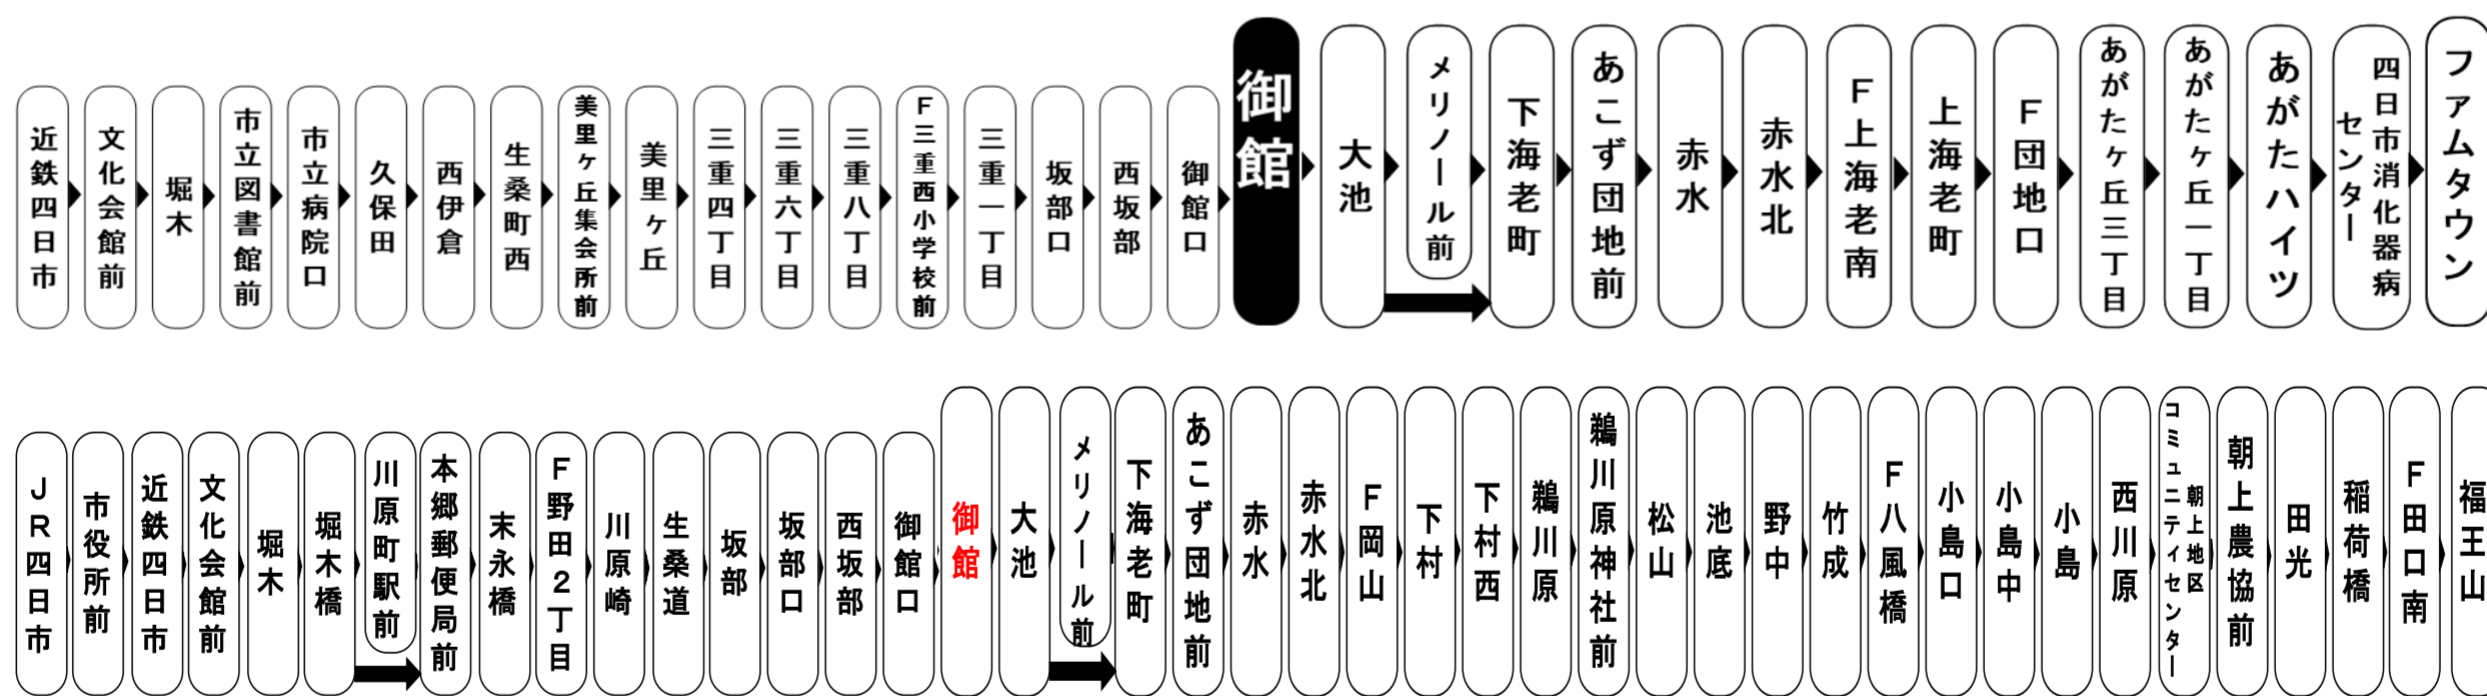 近鉄四日市
文化会館前
堀木
市立図書館前
市立病院口
久保田
西伊倉
生桑町西
美里ヶ丘集会所前
美里ヶ丘
三重四丁目
三重六丁目
三重八丁目
F三重西小学校前
三重一丁目
坂部口
西坂部
御館口
御館
大池
メリノール前
下海老町
あこず団地前
赤水
赤水北
F上海老南
上海老町
F団地口
あがたヶ丘三丁目
あがたヶ丘一丁目
あがたハイツ
四日市消化器病
センター
ファムタウン
JR四日市
市役所前
近鉄四日市
文化会館前
堀木
堀木橋
川原町駅前
本郷郵便局前
末永橋
F野田2丁目
川原崎
生桑道
坂部
坂部口
西坂部
御館口
御館
大池
メリノール前
下海老町
あこず団地前
赤水
赤水北
F岡山
下村
下村西
鵜川原
鵜川原神社前
松山
池底
野中
竹成
F八風橋
小島口
小島中
小島
西川原
朝上地区
コミュニティセンター
朝上農協前
田光
稲荷橋
F田口南
福王山